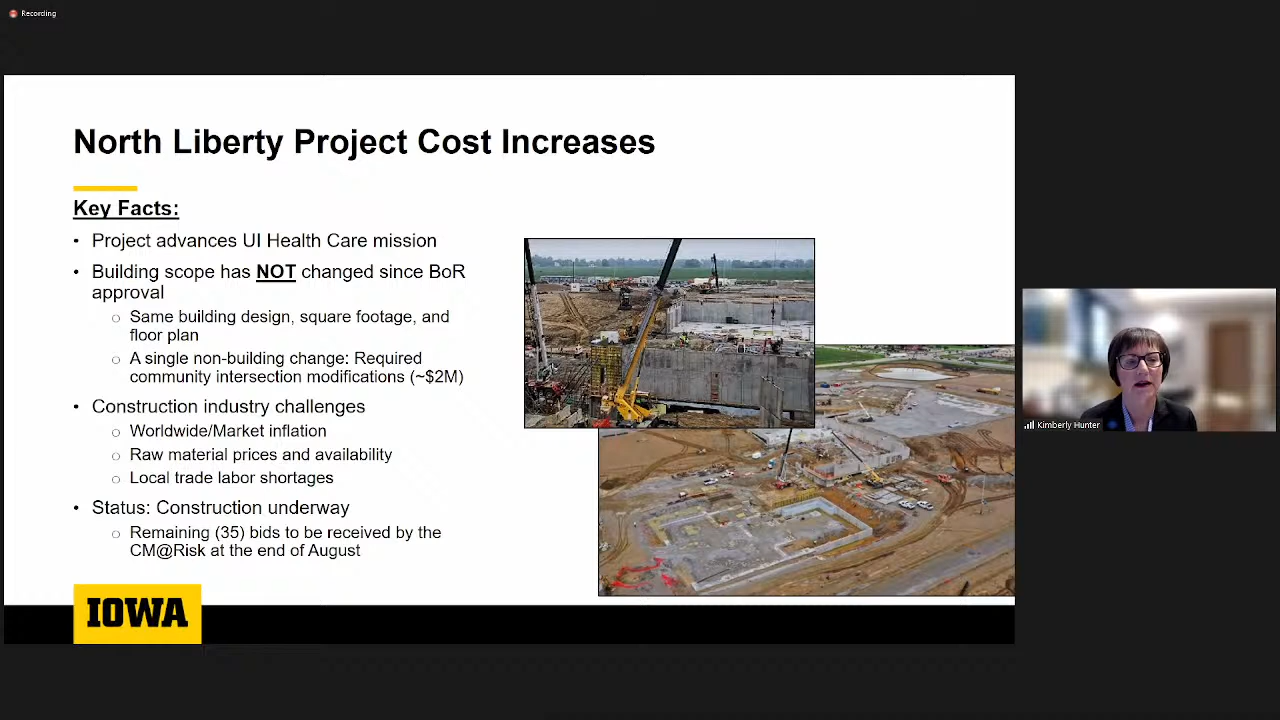 Recording
North Liberty Project Cost Increases
Key Facts:
• Project advances UI Health Care mission
• Building scope has NOT changed since BoR
approval
○ Same building design, square footage, and
floor plan
○ A single non-building change: Required
community intersection modifications (~$2M)
• Construction industry challenges
○ Worldwide/Market inflation
○ Raw material prices and availability
○ Local trade labor shortages
• Status: Construction underway
○ Remaining (35) bids to be received by the
CM@Risk at the end of August
IOWA
Kimberly Hunter